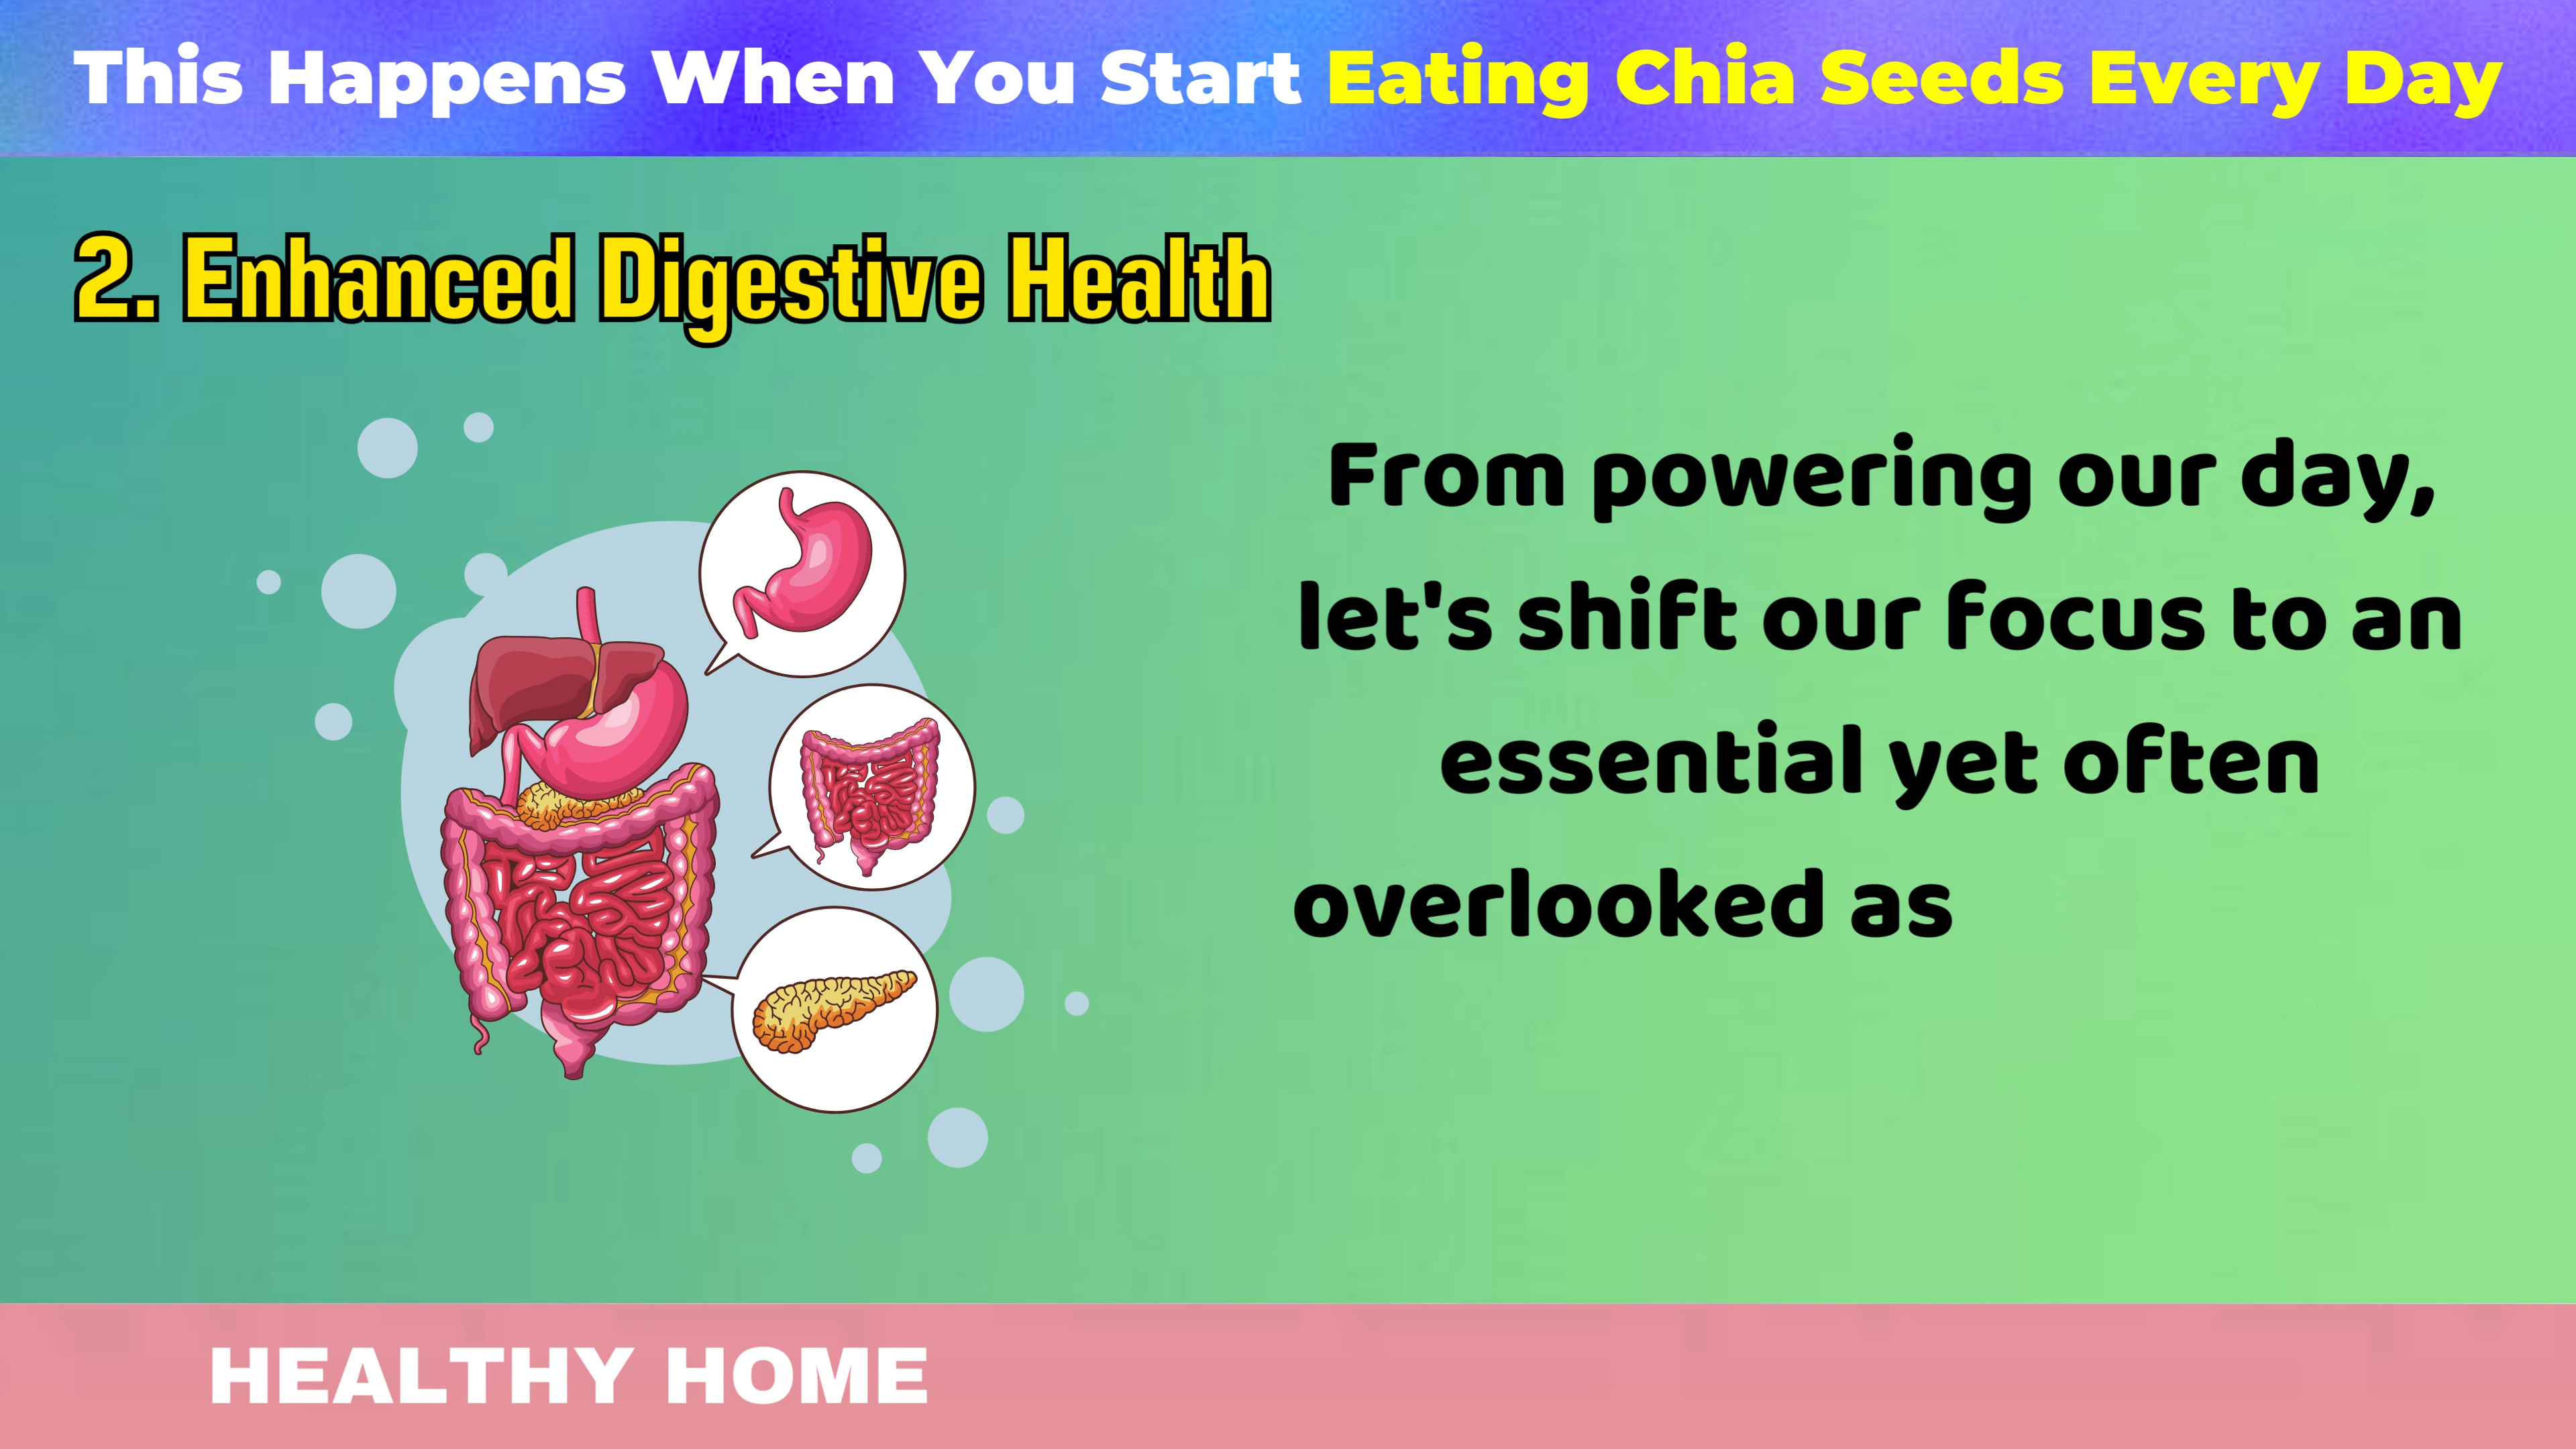 This Happens When You Start Eating Chia Seeds Every Day
2. Enhanced Digestive Health
From powering our day,
let's shift our focus to an
essential yet often
overlooked as
HEALTHY HOME